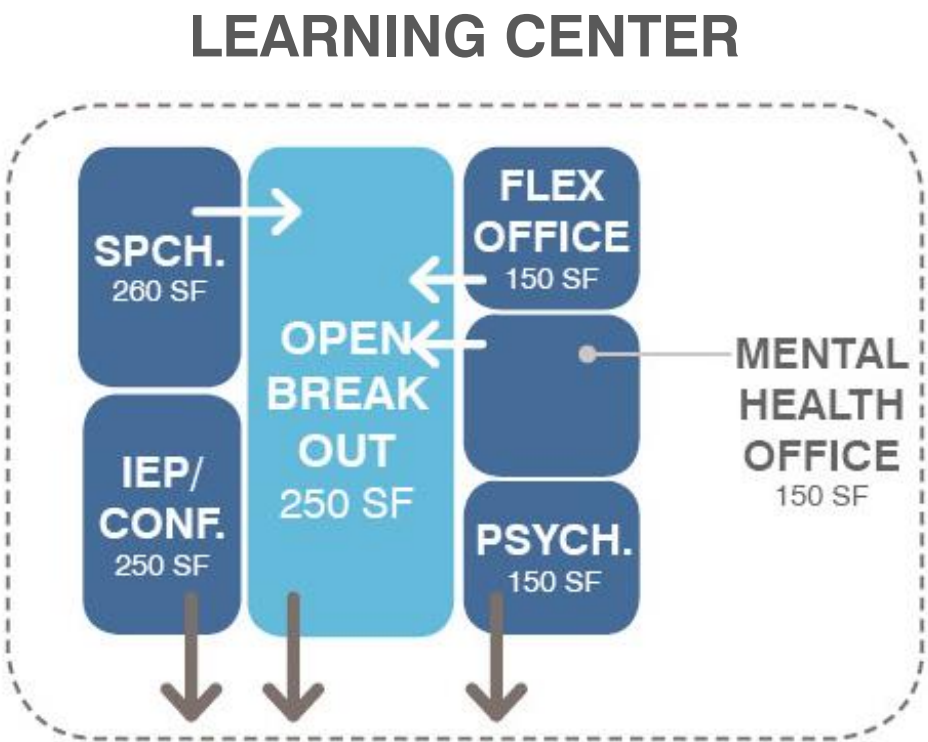 LEARNING CENTER
SPCH.
260 SF
IEP/
CONF.
250 SF
OPEN
BREAK
OUT
250 SF
FLEX
OFFICE
150 SF
PSYCH.
150 SF
MENTAL
HEALTH
OFFICE
150 SF